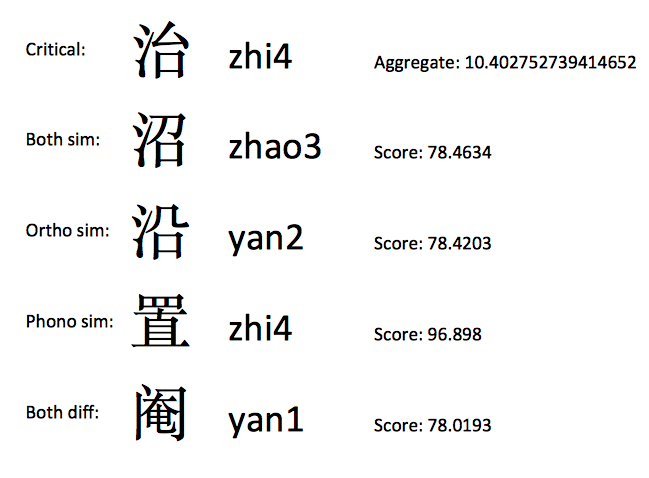 Critical: 治 zhi4 Aggregate: 10.402752739414652
Both sim: 沼 zhao3 Score: 78.4634
Ortho sim: 沿 yan2 Score: 78.4203
Phono sim: 置 zhi4 Score: 96.898
Both diff: 阉 yan1 Score: 78.0193